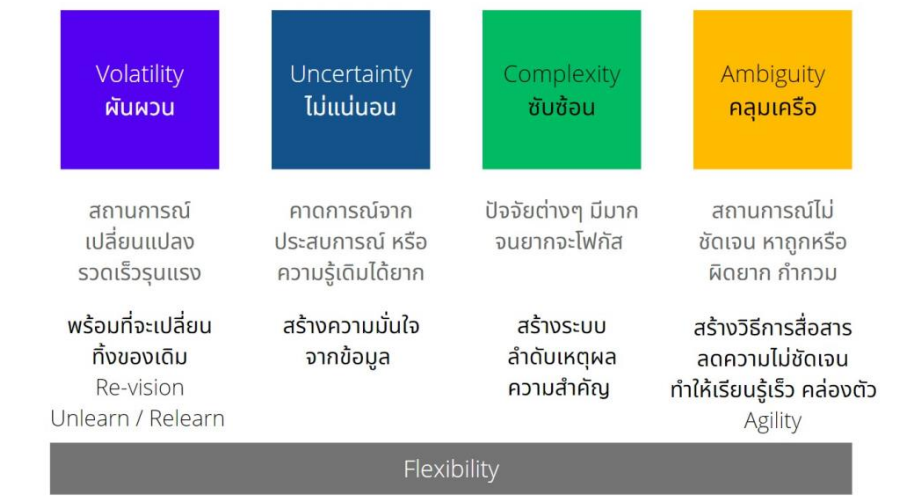 Volatility
ผันผวน
สถานการณ์
เปลี่ยนแปลง
รวดเร็วรุนแรง
พร้อมที่จะเปลี่ยน
ทิ้งของเดิม
Re-vision
Unlearn / Relearn
Uncertainty
ไม่แน่นอน
คาดการณ์จาก
ประสบการณ์ หรือ
ความรู้เดิมได้ยาก
สร้างความมั่นใจ
จากข้อมูล
Complexity
ซับซ้อน
ปัจจัยต่างๆ มีมาก
จนยากจะโฟกัส
สร้างระบบ
ลำดับเหตุผล
ความสำคัญ
Ambiguity
คลุมเครือ
สถานการณ์ไม่
ชัดเจน หาถูกหรือ
ผิดยาก กำกวม
สร้างวิธีการสื่อสาร
ลดความไม่ชัดเจน
ทำให้เรียนรู้เร็ว คล่องตัว
Agility
Flexibility